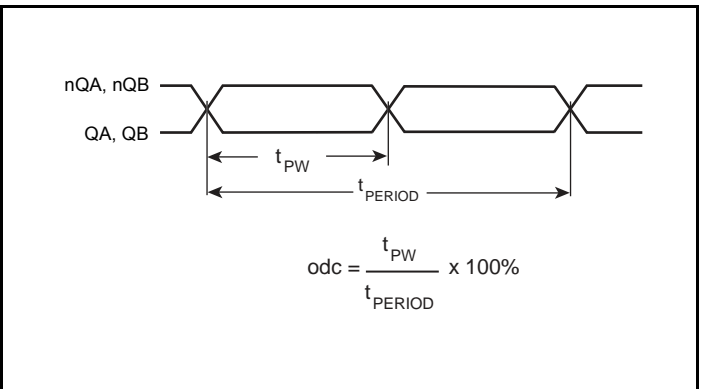 nQA, nQB
QA, QB
tPW
tPERIOD
odc = tPW / tPERIOD x 100%